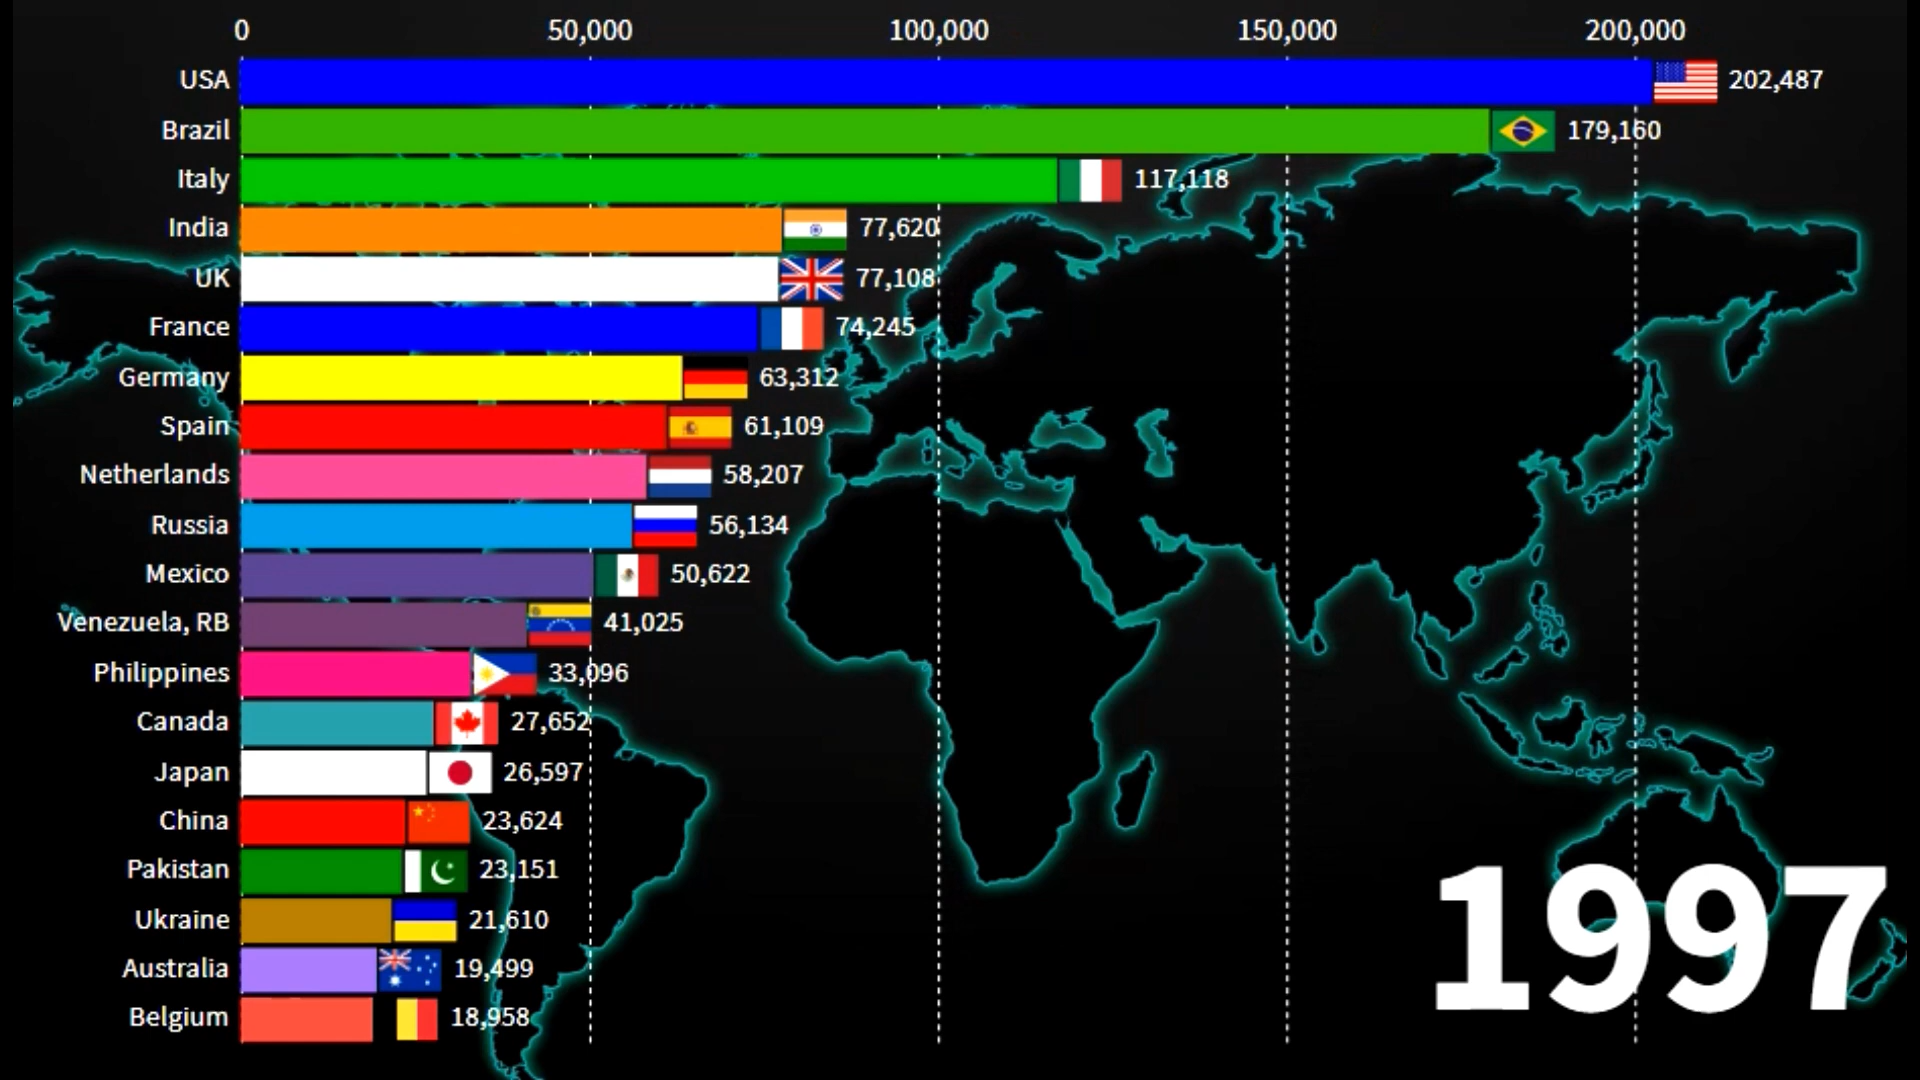 0 50,000 100,000 150,000 200,000
USA 202,487
Brazil 179,160
Italy 117,118
India 77,620
UK 77,108
France 74,245
Germany 63,312
Spain 61,109
Netherlands 58,207
Russia 56,134
Mexico 50,622
Venezuela, RB 41,025
Philippines 33,096
Canada 27,652
Japan 26,597
China 23,624
Pakistan 23,151
Ukraine 21,610
Australia 19,499
Belgium 18,958
1997